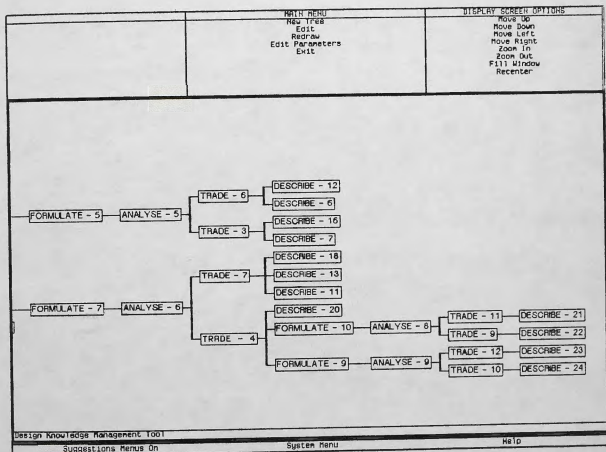 MAIN MENU
New Tree
Edit
Redraw
Edit Parameters
Exit
DISPLAY SCREEN OPTIONS
Move Up
Move Down
Move Left
Move Right
Zoom In
Zoom Out
Fill Window
Recenter
DESCRIBE - 12
TRADE - 6
DESCRIBE - 6
FORMULATE - 5
ANALYSE - 5
DESCRIBE - 16
TRADE - 3
DESCRIBE - 7
DESCRIBE - 18
TRADE - 7
DESCRIBE - 13
DESCRIBE - 11
FORMULATE - 7
ANALYSE - 6
DESCRIBE - 20
TRADE - 4
FORMULATE - 10
ANALYSE - 8
TRADE - 11
DESCRIBE - 21
TRADE - 9
DESCRIBE - 22
FORMULATE - 9
ANALYSE - 9
TRADE - 12
DESCRIBE - 23
TRADE - 10
DESCRIBE - 24
Design Knowledge Management Tool
Suggestions Menus On
System Menu
Help